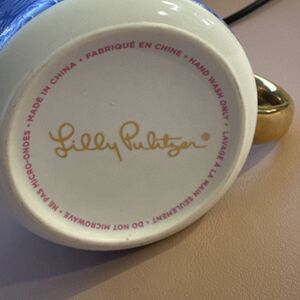 • MADE IN CHINA • FABRIQUÉ EN CHINE • HAND WASH ONLY • LAVAGE À LA MAIN SEULEMENT • DO NOT MICROWAVE • NE PAS MICRO-ONDES
Lilly Pulitzer®